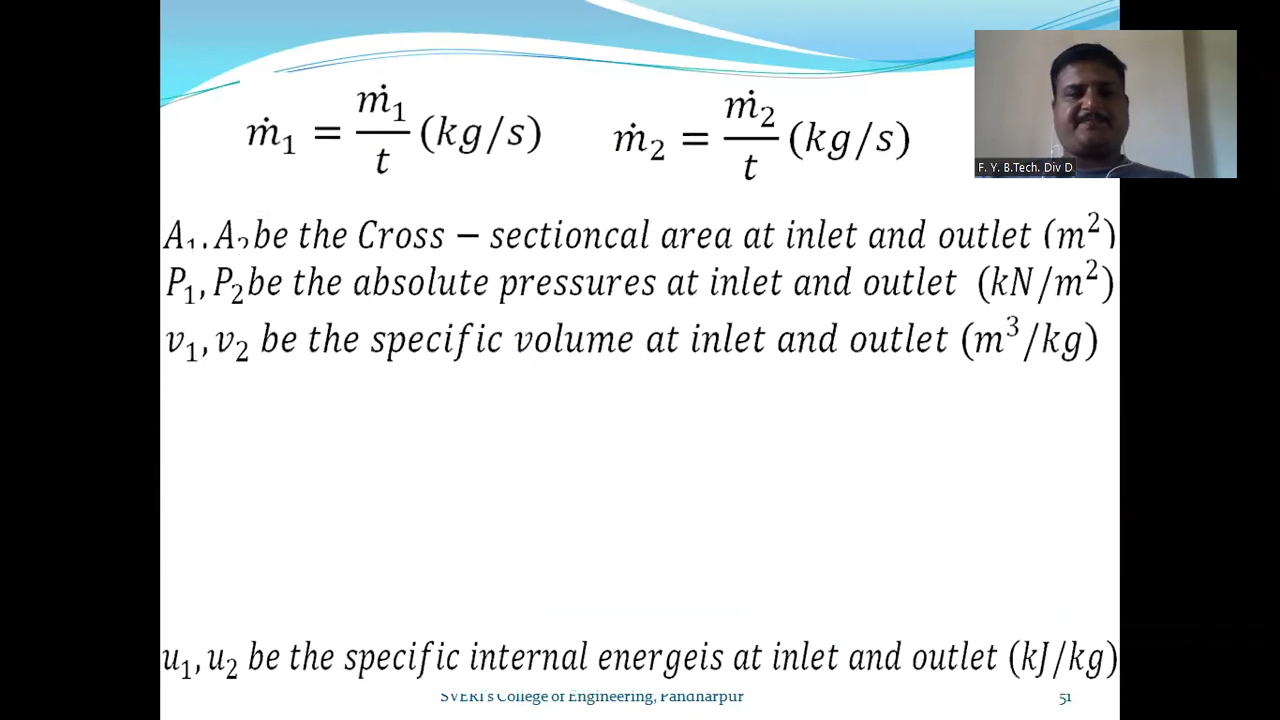 ṁ₁ = ṁ₁/t (kg/s) ṁ₂ = ṁ₂/t (kg/s)
F. Y. B.Tech. Div D
A₁, A₂ be the Cross − sectioncal area at inlet and outlet (m²)
P₁, P₂ be the absolute pressures at inlet and outlet (kN/m²)
v₁, v₂ be the specific volume at inlet and outlet (m³/kg)
u₁, u₂ be the specific internal energeis at inlet and outlet (kJ/kg)
SVERI's College of Engineering, Pandharpur 51